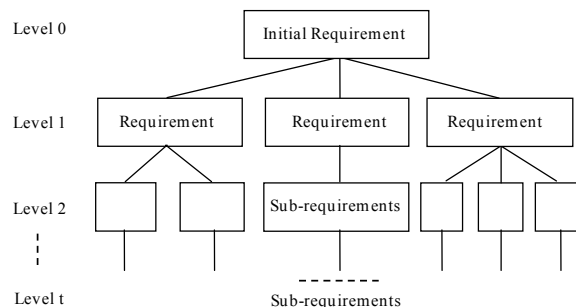 Level 0
Initial Requirement
Level 1
Requirement
Requirement
Requirement
Level 2
Sub-requirements
Level t
Sub-requirements